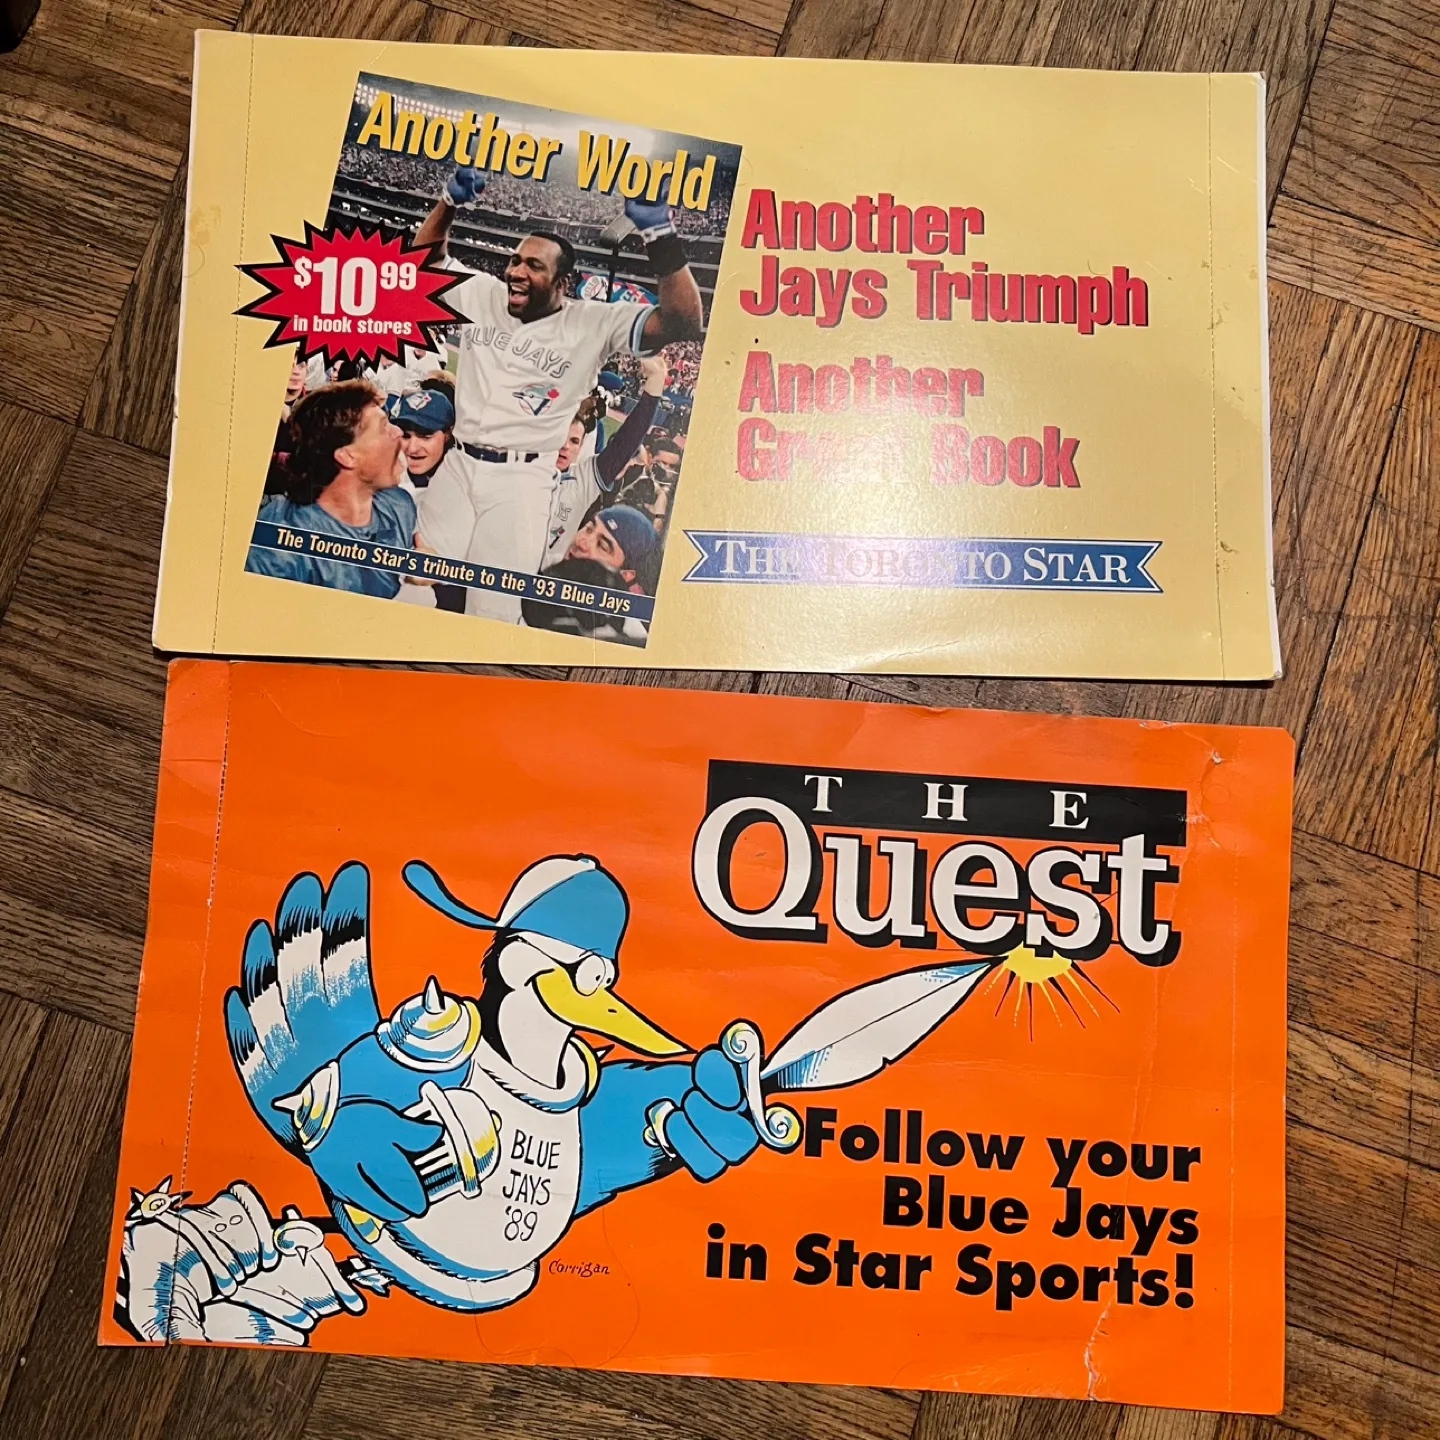 Another World
$10.99
in book stores
BLUE JAYS
The Toronto Star's tribute to the '93 Blue Jays
Another
Jays Triumph
Another
Great Book
THE TORONTO STAR
THE
Quest
BLUE
JAYS
'89
Corrigan
Follow your
Blue Jays
in Star Sports!